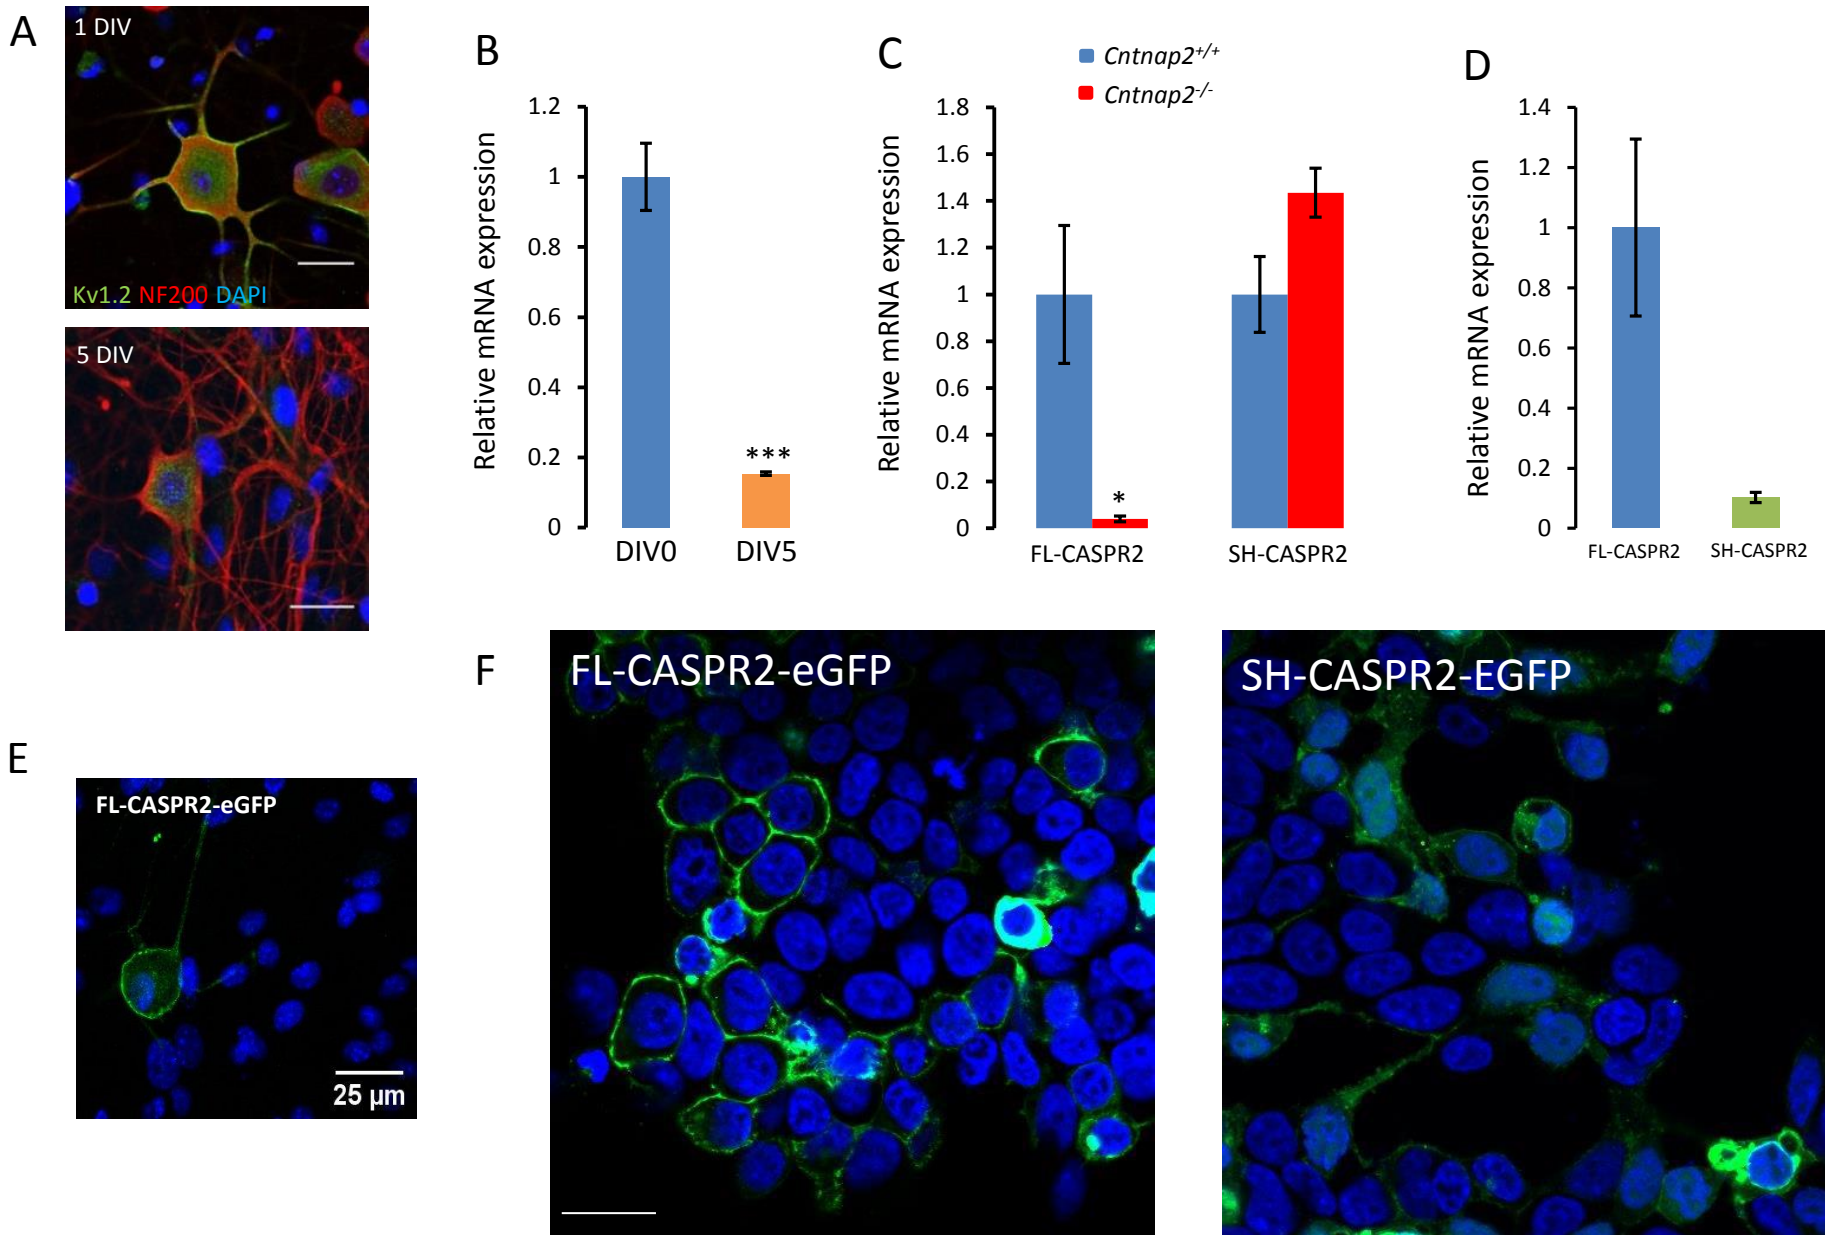 A
1 DIV
Kv1.2 NF200 DAPI
5 DIV
B
Relative mRNA expression
1.2
1
0.8
0.6
0.4
0.2
0
***
DIV0 DIV5
C
Cntnap2+/+
Cntnap2-/-
Relative mRNA expression
1.8
1.6
1.4
1.2
1
0.8
0.6
0.4
0.2
0
*
FL-CASPR2 SH-CASPR2
D
Relative mRNA expression
1.4
1.2
1
0.8
0.6
0.4
0.2
0
FL-CASPR2 SH-CASPR2
E
FL-CASPR2-eGFP
25 µm
F
FL-CASPR2-eGFP
SH-CASPR2-EGFP